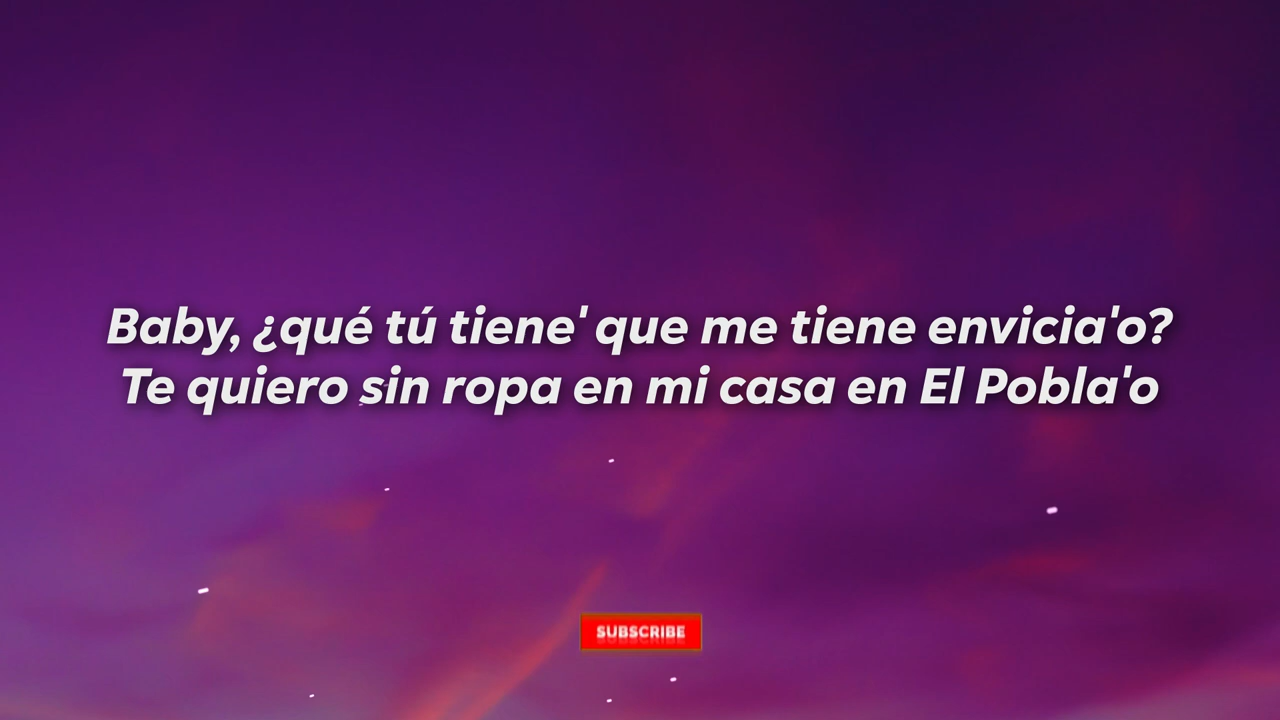 Baby, ¿qué tú tiene' que me tiene envicia'o?
Te quiero sin ropa en mi casa en El Pobla'o
SUBSCRIBE